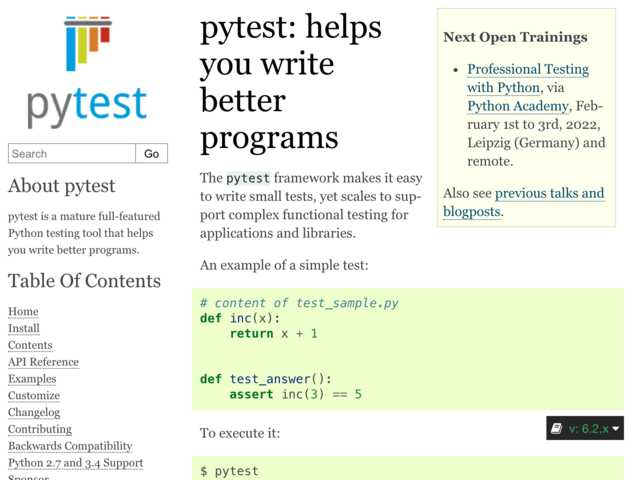 pytest
Search
Go
About pytest
pytest is a mature full-featured
Python testing tool that helps
you write better programs.
Table Of Contents
Home
Install
Contents
API Reference
Examples
Customize
Changelog
Contributing
Backwards Compatibility
Python 2.7 and 3.4 Support
Sponsor
pytest: helps
you write
better
programs
The pytest framework makes it easy
to write small tests, yet scales to sup-
port complex functional testing for
applications and libraries.
An example of a simple test:
# content of test_sample.py
def inc(x):
    return x + 1
def test_answer():
    assert inc(3) == 5
To execute it:
$ pytest
Next Open Trainings
• Professional Testing
with Python, via
Python Academy, Feb-
ruary 1st to 3rd, 2022,
Leipzig (Germany) and
remote.
Also see previous talks and
blogposts.
v: 6.2.x